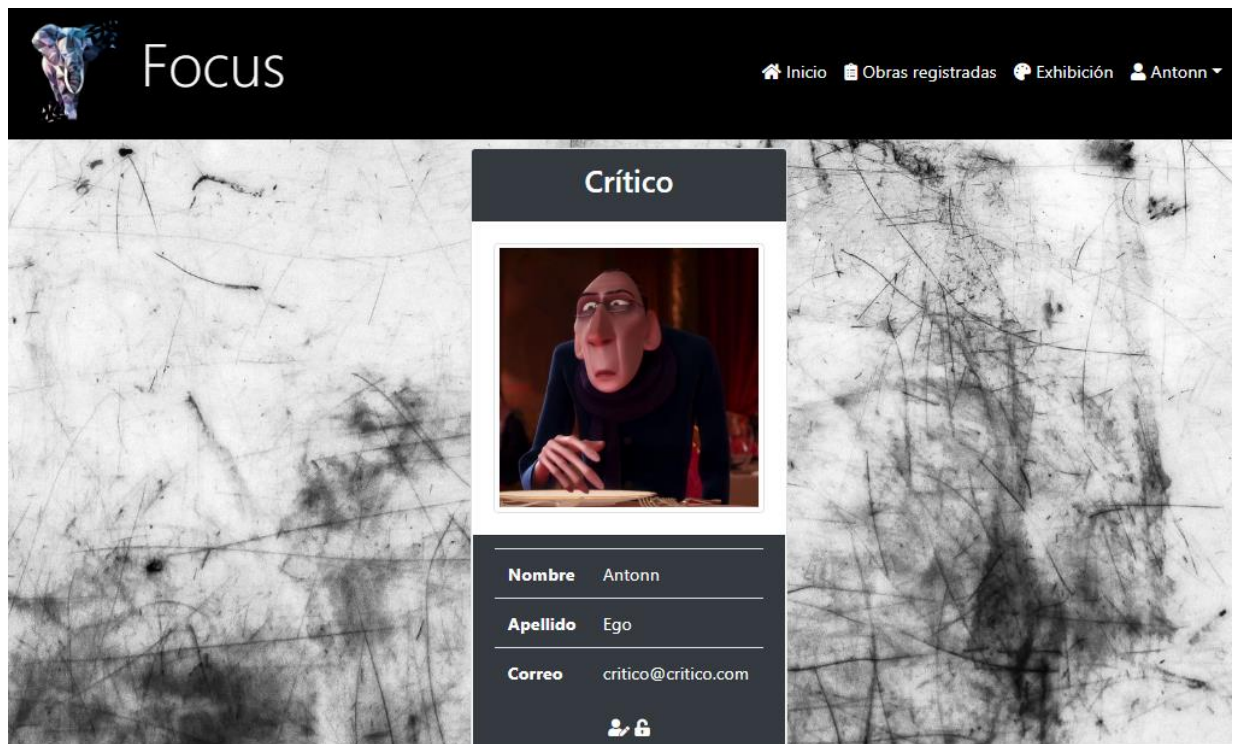 Focus
Inicio Obras registradas Exhibición Antonn
Crítico
Nombre Antonn
Apellido Ego
Correo critico@critico.com